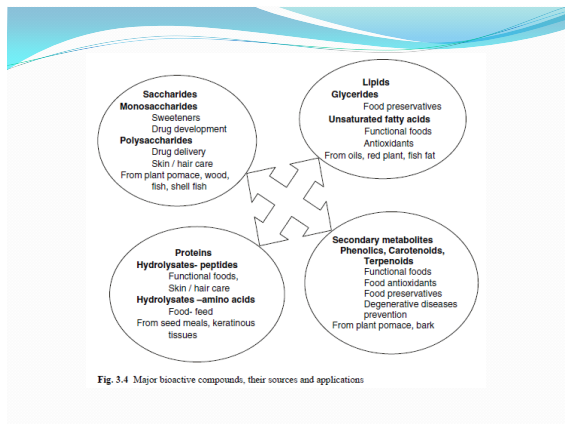 Saccharides
Monosaccharides
Sweeteners
Drug development
Polysaccharides
Drug delivery
Skin / hair care
From plant pomace, wood,
fish, shell fish
Lipids
Glycerides
Food preservatives
Unsaturated fatty acids
Functional foods
Antioxidants
From oils, red plant, fish fat
Proteins
Hydrolysates- peptides
Functional foods,
Skin / hair care
Hydrolysates –amino acids
Food- feed
From seed meals, keratinous
tissues
Secondary metabolites
Phenolics, Carotenoids,
Terpenoids
Functional foods
Food antioxidants
Food preservatives
Degenerative diseases
prevention
From plant pomace, bark
Fig. 3.4 Major bioactive compounds, their sources and applications